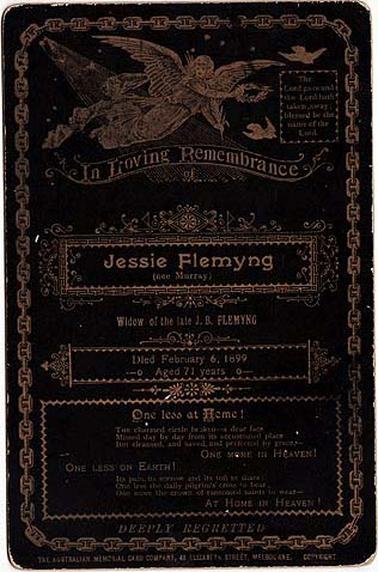 The
Lord gave and
the Lord hath
taken away;
blessed be the
name of the
Lord.
In Loving Remembrance
of
Jessie Flemyng
(nee Murray)
Widow of the late J. B. FLEMYNG
Died February 6, 1899
Aged 71 years
One less at Home!
The charmed circle broken—a dear face
Missed day by day from its accustomed place
But cleansed, and saved, and perfected by grace,—
ONE MORE IN HEAVEN!
ONE LESS ON EARTH!
Its pain, its sorrow and its toil to share;
One less the daily pilgrim's cross to bear,
One more the crown of ransomed saints to wear—
AT HOME IN HEAVEN!
DEEPLY REGRETTED
THE AUSTRALIAN MEMORIAL CARD COMPANY, 48 ELIZABETH STREET, MELBOURNE. COPYRIGHT